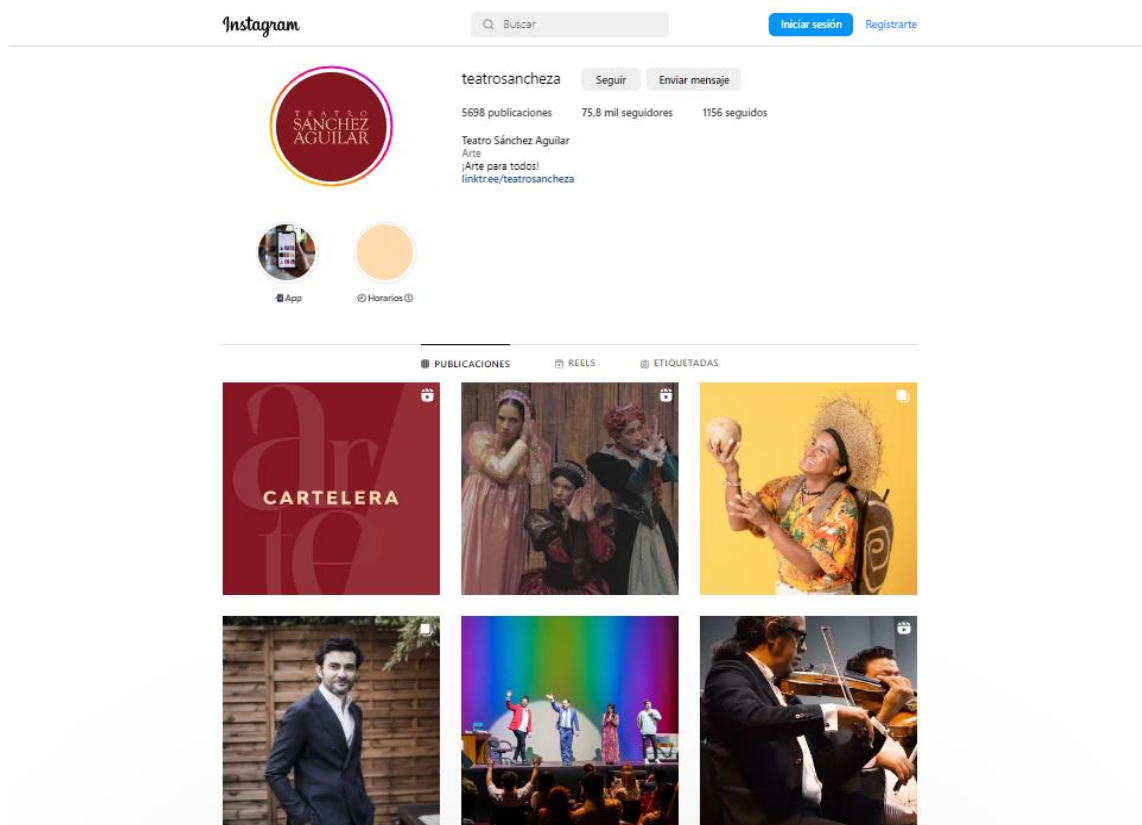 Instagram
Buscar
Iniciar sesión
Registrarte
TEATRO
SANCHEZ
AGUILAR
teatrosancheza
Seguir
Enviar mensaje
5698 publicaciones
75,8 mil seguidores
1156 seguidos
Teatro Sánchez Aguilar
Arte
¡Arte para todos!
linktr.ee/teatrosancheza
App
Horarios
PUBLICACIONES
REELS
ETIQUETADAS
arte
CARTELERA